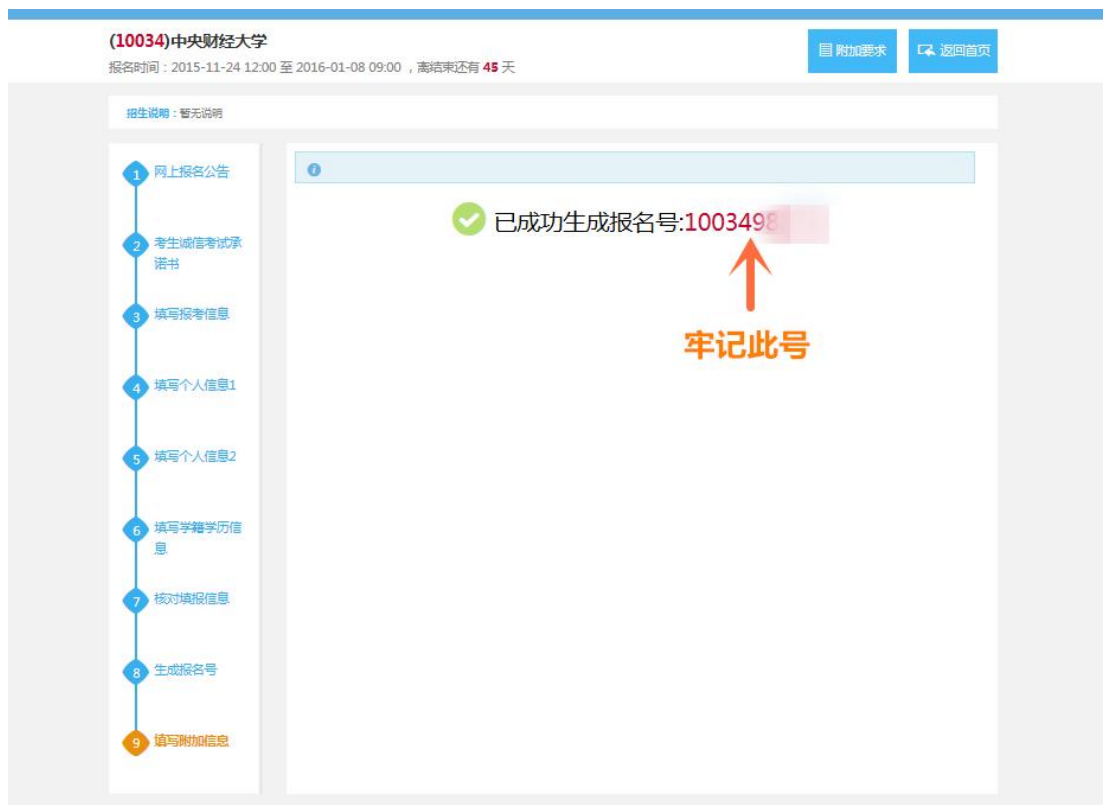 (10034)中央财经大学
附加要求
返回首页
报名时间：2015-11-24 12:00 至 2016-01-08 09:00 ，离结束还有 45 天
招生说明：暂无说明
1 网上报名公告
2 考生诚信考试承
诺书
3 填写报考信息
4 填写个人信息1
5 填写个人信息2
6 填写学籍学历信
息
7 核对填报信息
8 生成报名号
9 填写附加信息
已成功生成报名号:1003498
牢记此号